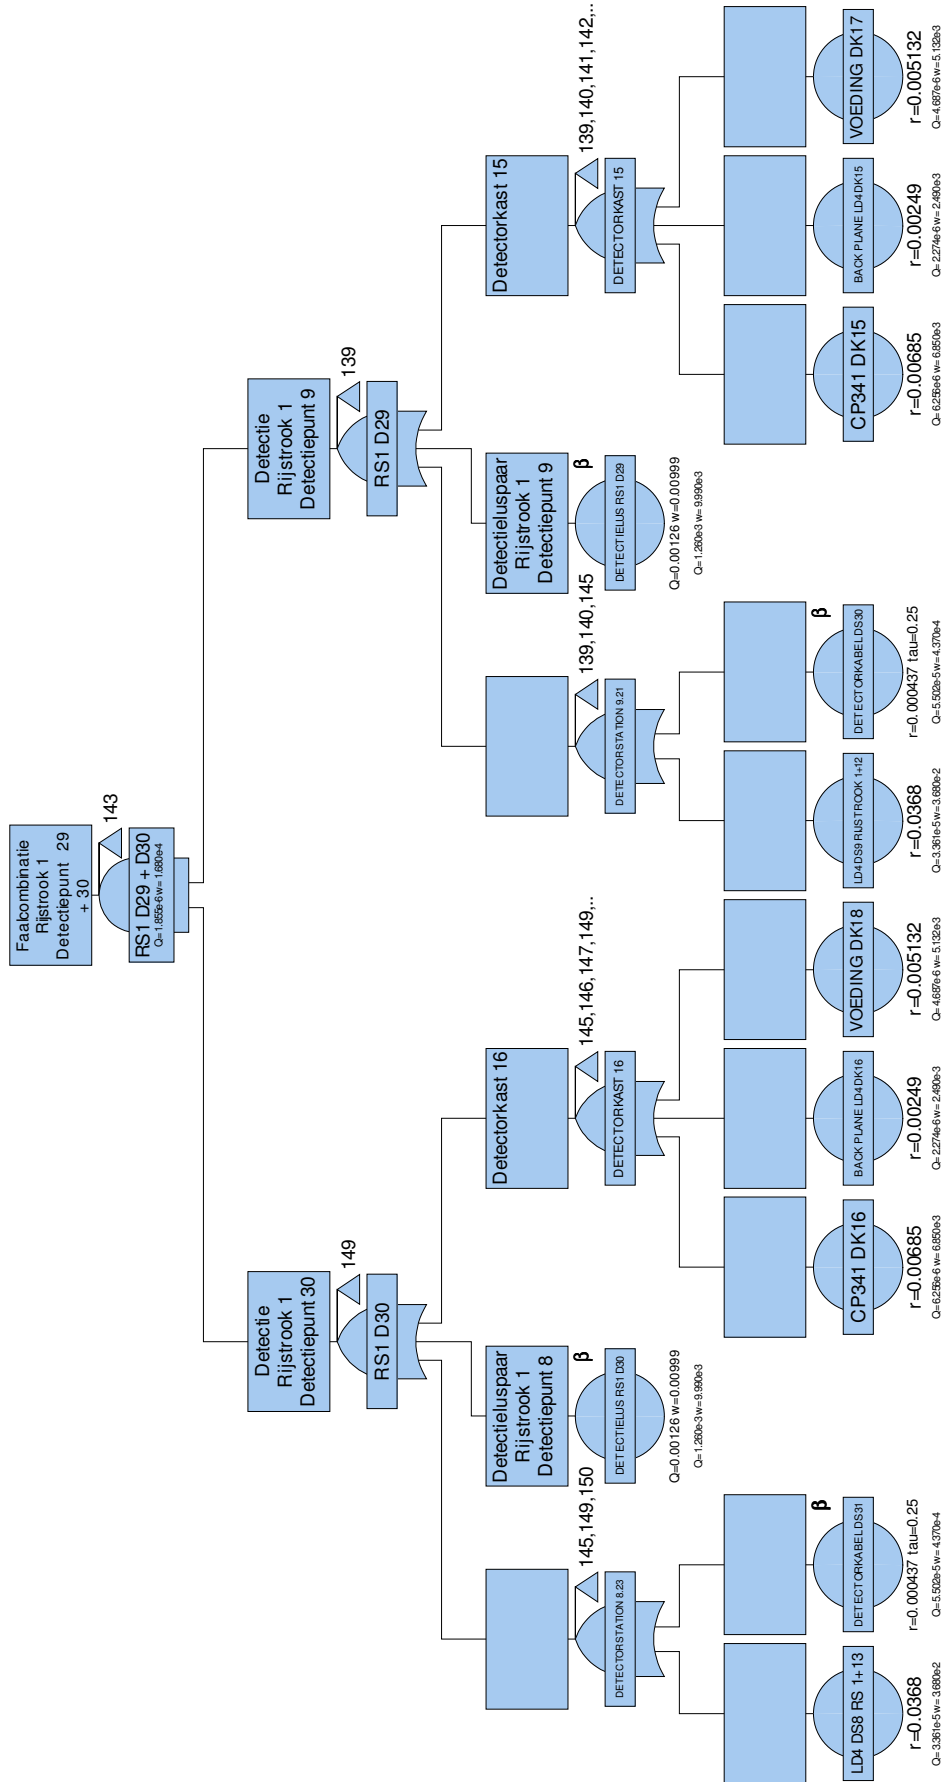 Faalcombinatie
Rijstrook 1
Detectiepunt 29
+ 30
143
RS1 D29 + D30
Q=1.855e-6 w=1.680e-4
Detectie
Rijstrook 1
Detectiepunt 30
149
RS1 D30
Detectie
Rijstrook 1
Detectiepunt 9
139
RS1 D29
145,149,150
DETECTORSTATION 8.23
Detectieluspaar
Rijstrook 1
Detectiepunt 8
β
DETECTIELUS RS1 D30
Q=0.00126 w=0.00999
Q=1.260e-3 w=9.990e-3
Detectorkast 16
145,146,147,149,..
DETECTORKAST 16
139,140,145
DETECTORSTATION 9.21
Detectieluspaar
Rijstrook 1
Detectiepunt 9
β
DETECTIELUS RS1 D29
Q=0.00126 w=0.00999
Q=1.260e-3 w=9.990e-3
Detectorkast 15
139,140,141,142,..
DETECTORKAST 15
LD4 DS8 RS 1+13
r=0.0368
Q=3.361e-5 w=3.680e-2
β
DETECTORKABEL DS31
r=0.000437 tau=0.25
Q=5.502e-5 w=4.370e-4
CP341 DK16
r=0.00685
Q=6.256e-6 w=6.850e-3
BACK PLANE LD4 DK16
r=0.00249
Q=2.274e-6 w=2.490e-3
VOEDING DK18
r=0.005132
Q=4.687e-6 w=5.132e-3
LD4 DS9 RIJSTROOK 1+12
r=0.0368
Q=3.361e-5 w=3.680e-2
β
DETECTORKABEL DS30
r=0.000437 tau=0.25
Q=5.502e-5 w=4.370e-4
CP341 DK15
r=0.00685
Q=6.256e-6 w=6.850e-3
BACK PLANE LD4 DK15
r=0.00249
Q=2.274e-6 w=2.490e-3
VOEDING DK17
r=0.005132
Q=4.687e-6 w=5.132e-3